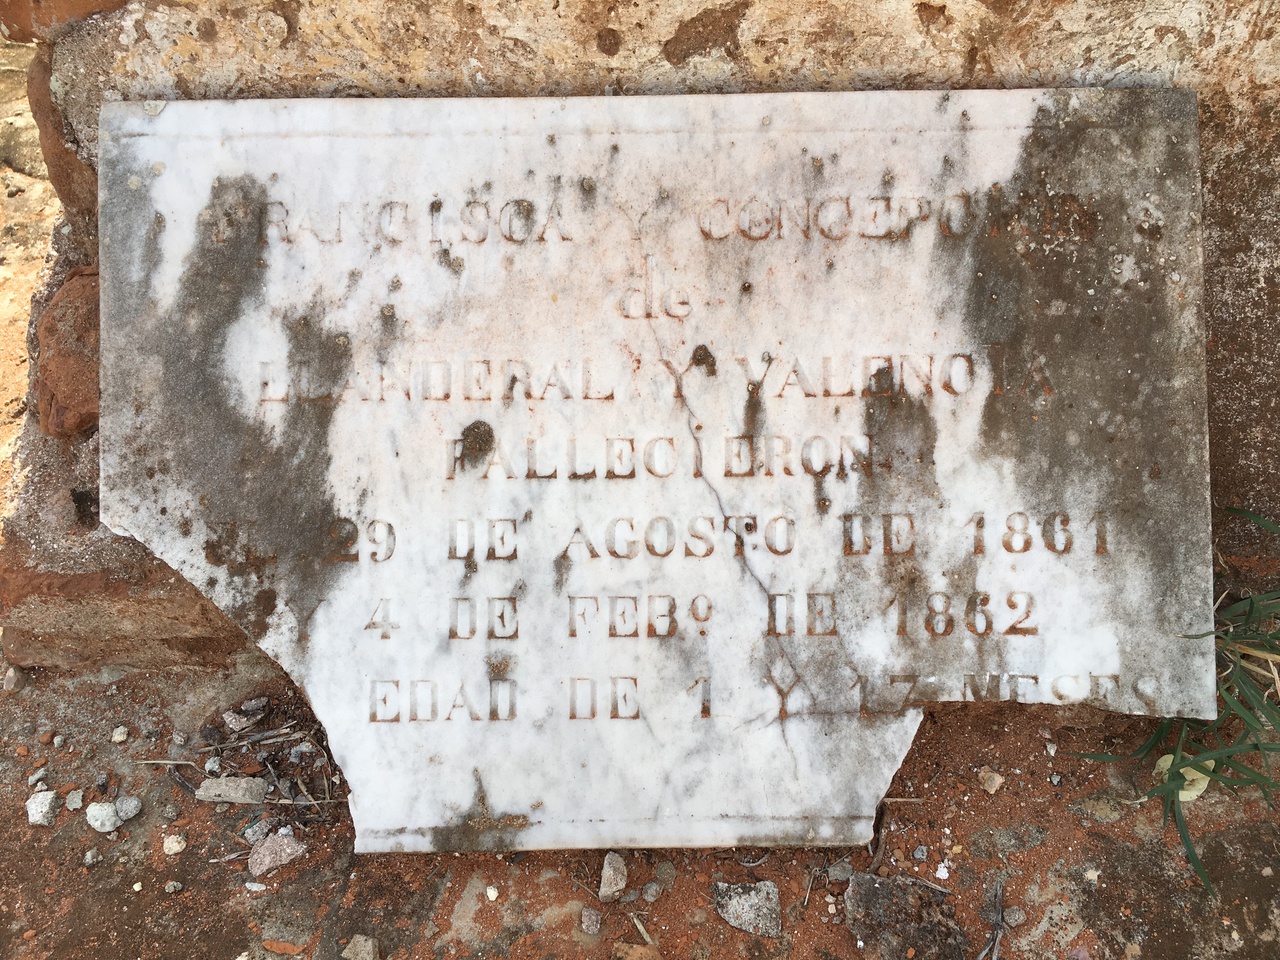 FRANCISCA Y CONCEPCION
de
LLANDERAL Y VALENCIA
FALLECIERON
EL 29 DE AGOSTO DE 1861
4 DE FEBº DE 1862
EDAD DE 1 Y 17 MESES